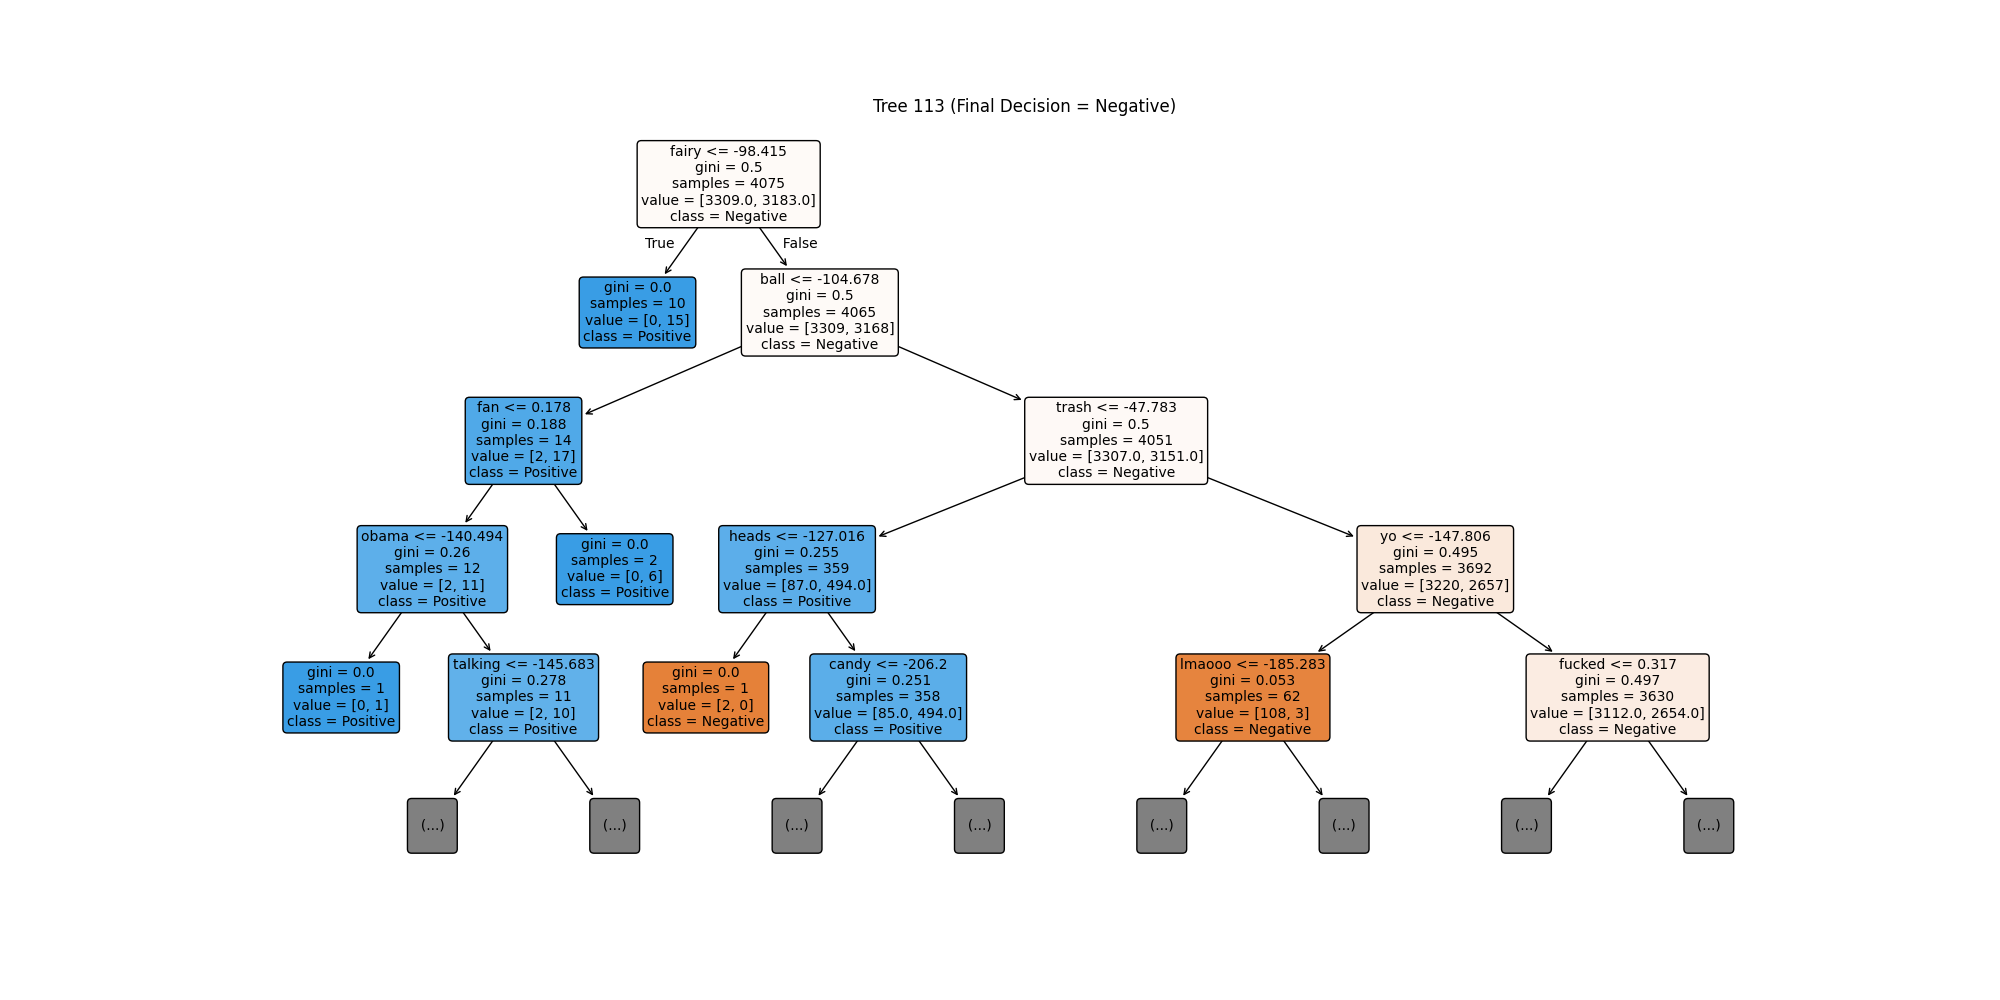 Tree 113 (Final Decision = Negative)
fairy <= -98.415
gini = 0.5
samples = 4075
value = [3309.0, 3183.0]
class = Negative
True
False
gini = 0.0
samples = 10
value = [0, 15]
class = Positive
ball <= -104.678
gini = 0.5
samples = 4065
value = [3309, 3168]
class = Negative
fan <= 0.178
gini = 0.188
samples = 14
value = [2, 17]
class = Positive
trash <= -47.783
gini = 0.5
samples = 4051
value = [3307.0, 3151.0]
class = Negative
obama <= -140.494
gini = 0.26
samples = 12
value = [2, 11]
class = Positive
gini = 0.0
samples = 2
value = [0, 6]
class = Positive
heads <= -127.016
gini = 0.255
samples = 359
value = [87.0, 494.0]
class = Positive
yo <= -147.806
gini = 0.495
samples = 3692
value = [3220, 2657]
class = Negative
gini = 0.0
samples = 1
value = [0, 1]
class = Positive
talking <= -145.683
gini = 0.278
samples = 11
value = [2, 10]
class = Positive
gini = 0.0
samples = 1
value = [2, 0]
class = Negative
candy <= -206.2
gini = 0.251
samples = 358
value = [85.0, 494.0]
class = Positive
lmaooo <= -185.283
gini = 0.053
samples = 62
value = [108, 3]
class = Negative
fucked <= 0.317
gini = 0.497
samples = 3630
value = [3112.0, 2654.0]
class = Negative
(...)
(...)
(...)
(...)
(...)
(...)
(...)
(...)